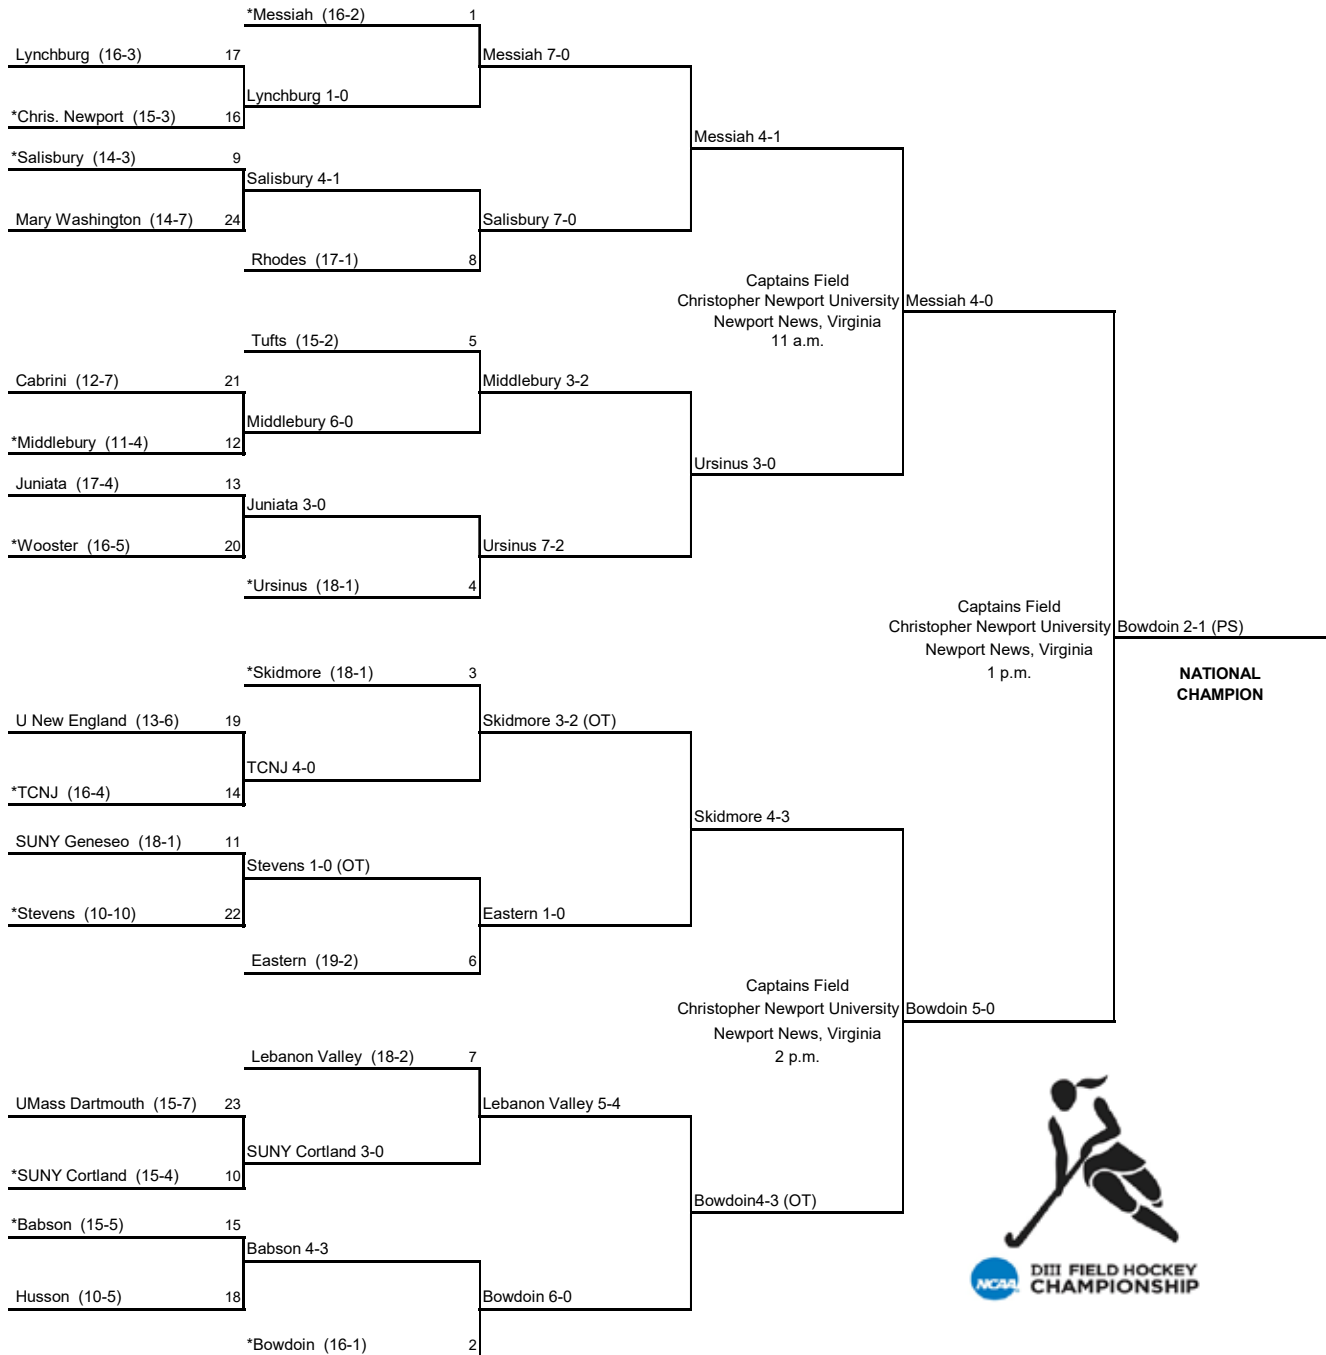 *Messiah (16-2) 1
Lynchburg (16-3) 17
Messiah 7-0
Lynchburg 1-0
*Chris. Newport (15-3) 16
Messiah 4-1
*Salisbury (14-3) 9
Salisbury 4-1
Mary Washington (14-7) 24
Salisbury 7-0
Rhodes (17-1) 8
Captains Field
Christopher Newport University
Newport News, Virginia
11 a.m.
Messiah 4-0
Tufts (15-2) 5
Cabrini (12-7) 21
Middlebury 3-2
Middlebury 6-0
*Middlebury (11-4) 12
Ursinus 3-0
Juniata (17-4) 13
Juniata 3-0
*Wooster (16-5) 20
Ursinus 7-2
*Ursinus (18-1) 4
Captains Field
Christopher Newport University
Newport News, Virginia
1 p.m.
Bowdoin 2-1 (PS)
NATIONAL
CHAMPION
*Skidmore (18-1) 3
U New England (13-6) 19
Skidmore 3-2 (OT)
TCNJ 4-0
*TCNJ (16-4) 14
Skidmore 4-3
SUNY Geneseo (18-1) 11
Stevens 1-0 (OT)
*Stevens (10-10) 22
Eastern 1-0
Eastern (19-2) 6
Captains Field
Christopher Newport University
Newport News, Virginia
2 p.m.
Bowdoin 5-0
Lebanon Valley (18-2) 7
UMass Dartmouth (15-7) 23
Lebanon Valley 5-4
SUNY Cortland 3-0
*SUNY Cortland (15-4) 10
Bowdoin4-3 (OT)
*Babson (15-5) 15
Babson 4-3
Husson (10-5) 18
Bowdoin 6-0
*Bowdoin (16-1) 2
NCAA
DIII FIELD HOCKEY
CHAMPIONSHIP